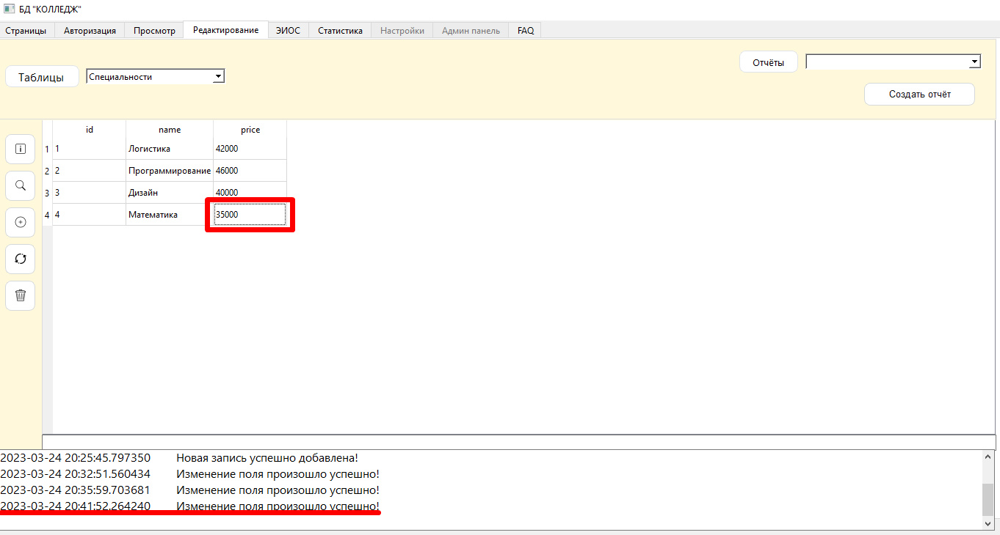 БД "КОЛЛЕДЖ"
Страницы Авторизация Просмотр Редактирование ЭИОС Статистика Настройки Админ панель FAQ
Отчёты
Таблицы Специальности
Создать отчёт
id name price
1 1 Логистика 42000
2 2 Программирование 46000
3 3 Дизайн 40000
4 4 Математика 35000
2023-03-24 20:25:45.797350 Новая запись успешно добавлена!
2023-03-24 20:32:51.560434 Изменение поля произошло успешно!
2023-03-24 20:35:59.703681 Изменение поля произошло успешно!
2023-03-24 20:41:52.264240 Изменение поля произошло успешно!